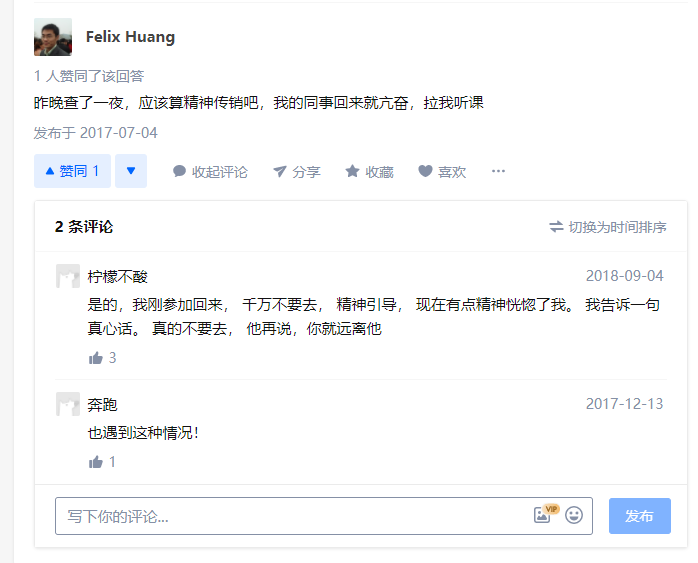 Felix Huang
1 人赞同了该回答
昨晚查了一夜，应该算精神传销吧，我的同事回来就亢奋，拉我听课
发布于 2017-07-04
赞同 1 收起评论 分享 收藏 喜欢
2 条评论 切换为时间排序
柠檬不酸 2018-09-04
是的，我刚参加回来， 千万不要去， 精神引导， 现在有点精神恍惚了我。 我告诉一句
真心话。 真的不要去， 他再说，你就远离他
3
奔跑 2017-12-13
也遇到这种情况！
1
写下你的评论... VIP 发布